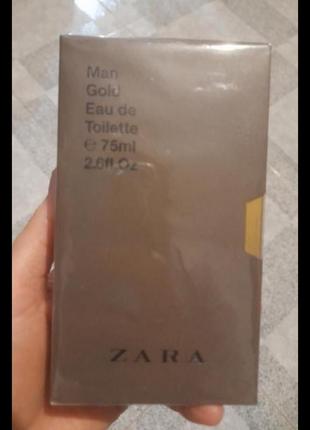 Man
Gold
Eau de
Toilette
℮ 75ml
2.6fl.Oz
ZARA